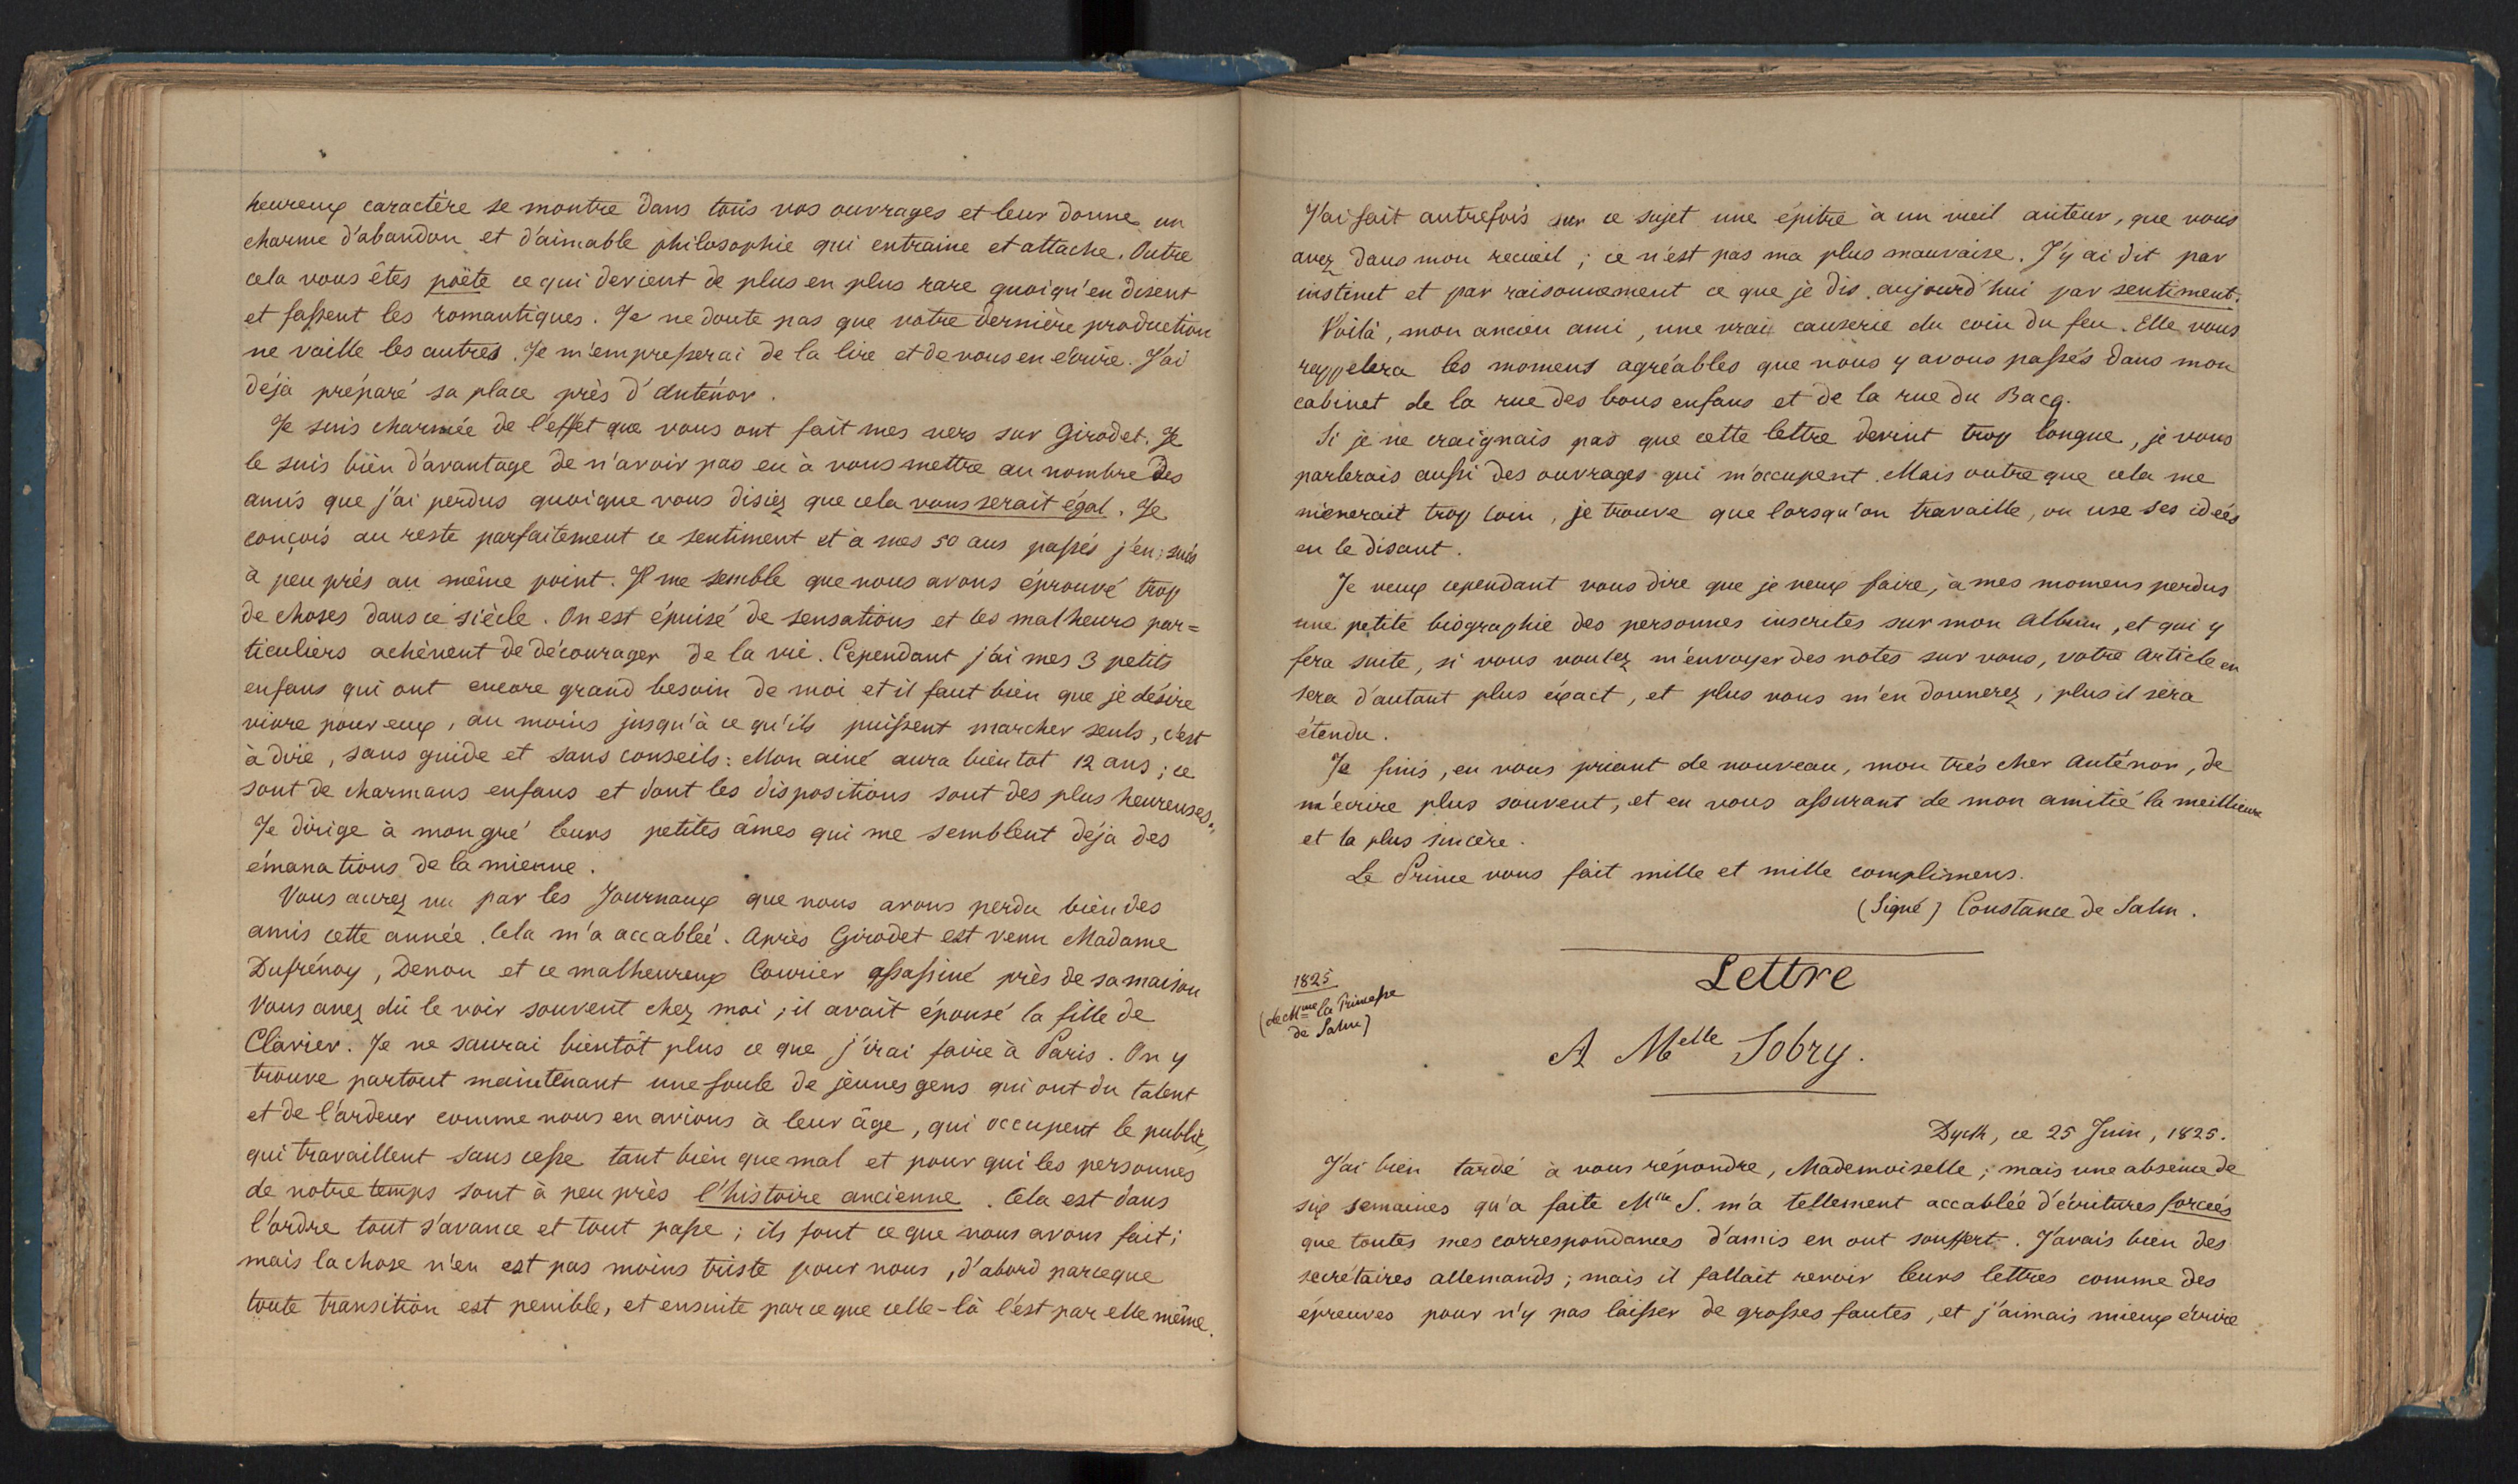 heureux caractère se montre dans tous vos ouvrages et leur donne un
charme d'abandon et d'aimable philosophie qui entraine et attache. Outre
cela vous êtes poëte ce qui devient de plus en plus rare quoiqu'en disent
et fassent les romantiques. Je ne doute pas que votre dernière production
ne vaille les autres. Je m'empresserai de la lire et de vous en écrire. J'ai
déjà préparé sa place près d'Anténor.
Je suis charmée de l'effet que vous ont fait mes vers sur Girodet. Je
le suis bien d'avantage de n'avoir pas eu à vous mettre au nombre des
amis que j'ai perdus quoique vous disiez que cela vous serait égal. Je
conçois au reste parfaitement ce sentiment et à mes 50 ans passés j'en suis
à peu près au même point. Il me semble que nous avons éprouvé trop
de choses dans ce siècle. On est épuisé de sensations et les malheurs par=
ticuliers achèvent de décourager de la vie. Cependant j'ai mes 3 petits
enfans qui ont encore grand besoin de moi et il faut bien que je désire
vivre pour eux, au moins jusqu'à ce qu'ils puissent marcher seuls, c'est
à dire, sans guide et sans conseils: Mon ainé aura bientot 12 ans; ce
sont de charmans enfans et dont les dispositions sont des plus heureuses.
Je dirige à mon gré leurs petites âmes qui me semblent déjà des
émanations de la mienne.
Vous aurez vu par les Journaux que nous avons perdu bien des
amis cette année. Cela m'a accablée. Après Girodet est venu Madame
Dufrénoy, Denon et ce malheureux Courier assassiné près de sa maison
Vous avez dû le voir souvent chez moi; il avait épousé la fille de
Clavier. Je ne saurai bientôt plus ce que j'irai faire à Paris. On y
trouve partout maintenant une foule de jeunes gens qui ont du talent
et de l'ardeur comme nous en avions à leur âge, qui occupent le public,
qui travaillent sans cesse tant bien que mal et pour qui les personnes
de notre temps sont à peu près l'histoire ancienne. Cela est dans
l'ordre tout s'avance et tout passe; ils font ce que nous avons fait;
mais la chose n'en est pas moins triste pour nous, d'abord parceque
toute transition est penible, et ensuite parce que celle-là l'est par elle même.
J'ai fait autrefois sur ce sujet une épitre à un vieil auteur, que vous
avez dans mon recueil; ce n'est pas ma plus mauvaise. J'y ai dit par
instinct et par raisonnement ce que je dis aujourd'hui par sentiment.
Voilà, mon ancien ami, une vraie causerie du coin du feu. Elle vous
rappelera les momens agréables que nous y avons passés dans mon
cabinet de la rue des bons enfans et de la rue du Bacq.
Si je ne craignais pas que cette lettre devint trop longue, je vous
parlerais aussi des ouvrages qui m'occupent. Mais outre que cela me
mènerait trop loin, je trouve que lorsqu'on travaille, on use ses idées
en le disant.
Je veux cependant vous dire que je veux faire, à mes momens perdus
une petite biographie des personnes inscrites sur mon album, et qui y
fera suite, si vous voulez m'envoyer des notes sur vous, votre article en
sera d'autant plus éxact, et plus vous m'en donnerez, plus il sera
étendu.
Je finis, en vous priant de nouveau, mon très cher Anténor, de
m'écrire plus souvent, et en vous assurant de mon amitié la meilleure
et la plus sincère.
Le Prince vous fait mille et mille complimens.
(Signé) Constance de Salm.
Lettre
1825
(de Mme la Princesse
de Salm)
A Melle Sobry.
Dyck, ce 25 Juin, 1825.
J'ai bien tardé à vous répondre, Mademoiselle; mais une absence de
six semaines qu'a faite Mlle S. m'a tellement accablée d'écritures forcées
que toutes mes correspondances d'amis en ont souffert. J'avais bien des
secrétaires allemands; mais il fallait revoir leurs lettres comme des
épreuves pour n'y pas laisser de grosses fautes, et j'aimais mieux écrire